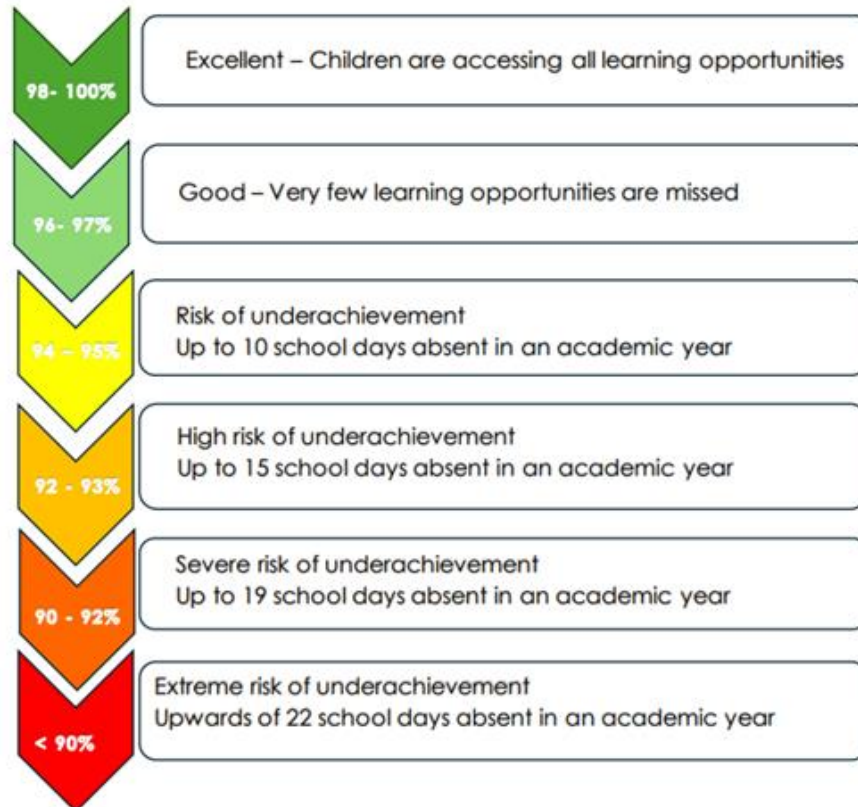 98- 100%
Excellent – Children are accessing all learning opportunities
96- 97%
Good – Very few learning opportunities are missed
94 – 95%
Risk of underachievement
Up to 10 school days absent in an academic year
92 - 93%
High risk of underachievement
Up to 15 school days absent in an academic year
90 - 92%
Severe risk of underachievement
Up to 19 school days absent in an academic year
< 90%
Extreme risk of underachievement
Upwards of 22 school days absent in an academic year